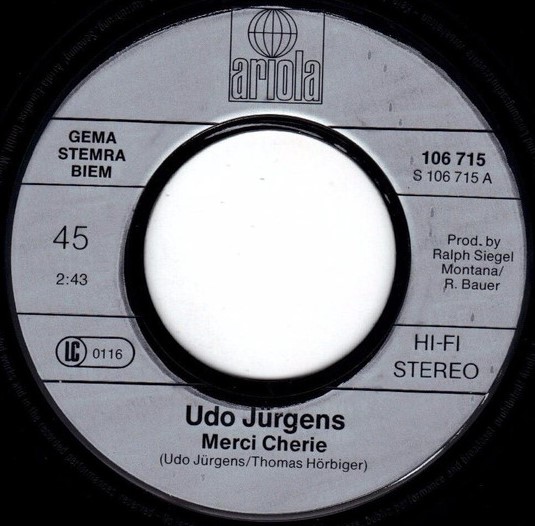 ariola
GEMA
STEMRA
BIEM
106 715
S 106 715 A
45
2:43
Prod. by
Ralph Siegel
Montana/
R. Bauer
LC 0116
HI-FI
STEREO
Udo Jürgens
Merci Cherie
(Udo Jürgens/Thomas Hörbiger)